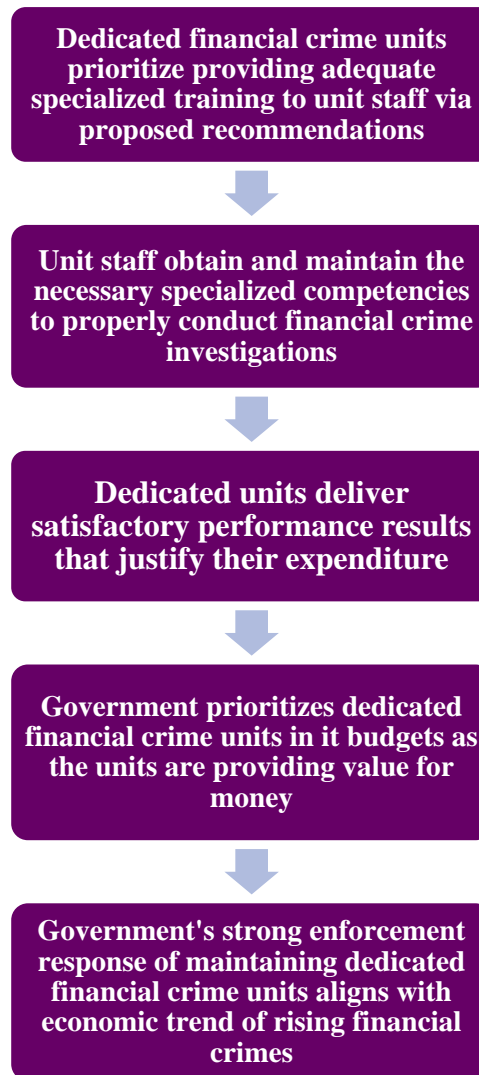 Dedicated financial crime units
prioritize providing adequate
specialized training to unit staff via
proposed recommendations
Unit staff obtain and maintain the
necessary specialized competencies
to properly conduct financial crime
investigations
Dedicated units deliver
satisfactory performance results
that justify their expenditure
Government prioritizes dedicated
financial crime units in it budgets as
the units are providing value for
money
Government's strong enforcement
response of maintaining dedicated
financial crime units aligns with
economic trend of rising financial
crimes